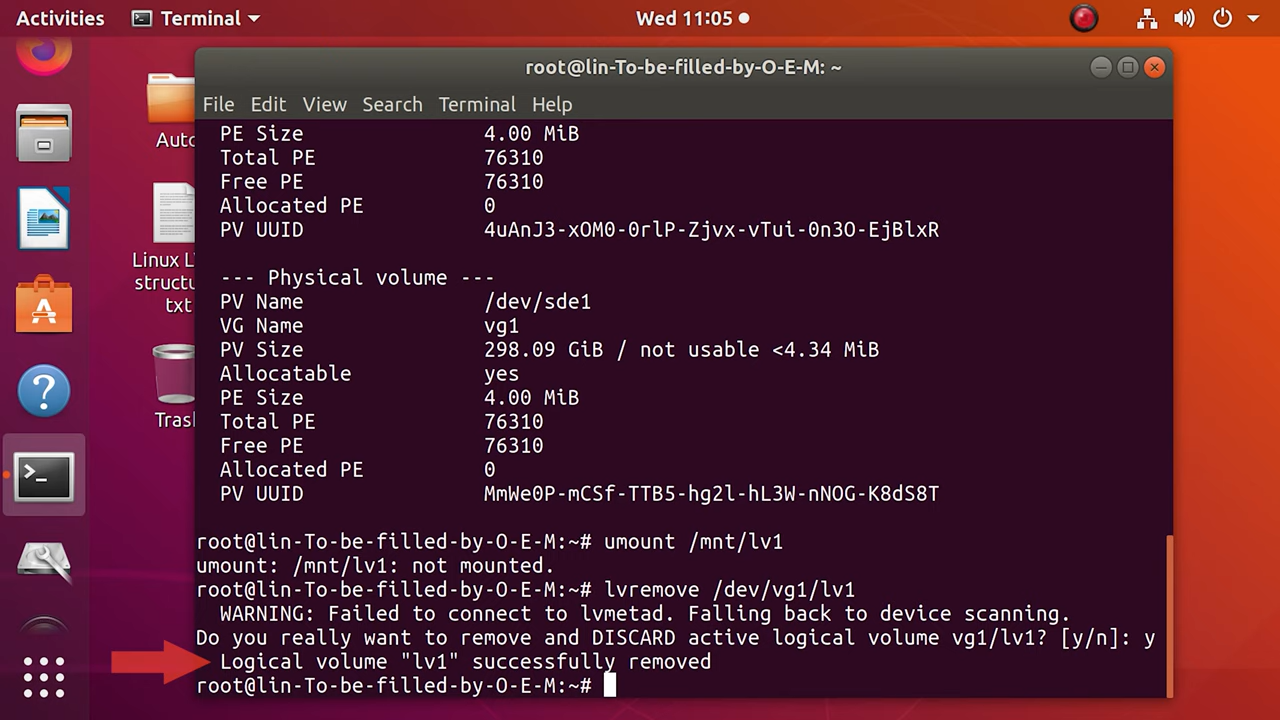 Activities Terminal Wed 11:05
root@lin-To-be-filled-by-O-E-M: ~
File Edit View Search Terminal Help
PE Size 4.00 MiB
Total PE 76310
Free PE 76310
Allocated PE 0
PV UUID 4uAnJ3-xOM0-0rlP-Zjvx-vTui-0n3O-EjBlxR
--- Physical volume ---
PV Name /dev/sde1
VG Name vg1
PV Size 298.09 GiB / not usable <4.34 MiB
Allocatable yes
PE Size 4.00 MiB
Total PE 76310
Free PE 76310
Allocated PE 0
PV UUID MmWe0P-mCSf-TTB5-hg2l-hL3W-nNOG-K8dS8T
root@lin-To-be-filled-by-O-E-M:~# umount /mnt/lv1
umount: /mnt/lv1: not mounted.
root@lin-To-be-filled-by-O-E-M:~# lvremove /dev/vg1/lv1
WARNING: Failed to connect to lvmetad. Falling back to device scanning.
Do you really want to remove and DISCARD active logical volume vg1/lv1? [y/n]: y
Logical volume "lv1" successfully removed
root@lin-To-be-filled-by-O-E-M:~#
Auto
Linux L
structu
txt
Tras